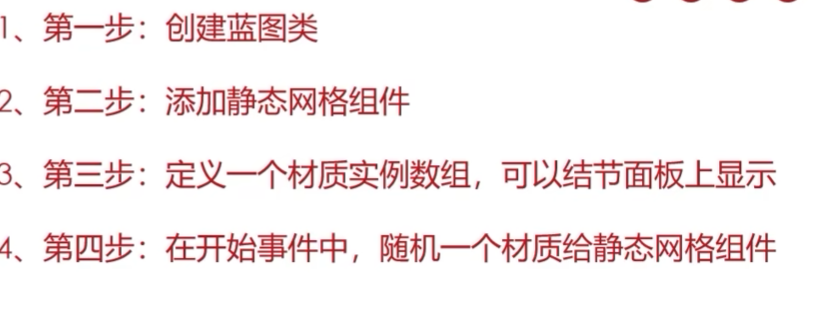 1、第一步：创建蓝图类
2、第二步：添加静态网格组件
3、第三步：定义一个材质实例数组，可以结节面板上显示
4、第四步：在开始事件中，随机一个材质给静态网格组件